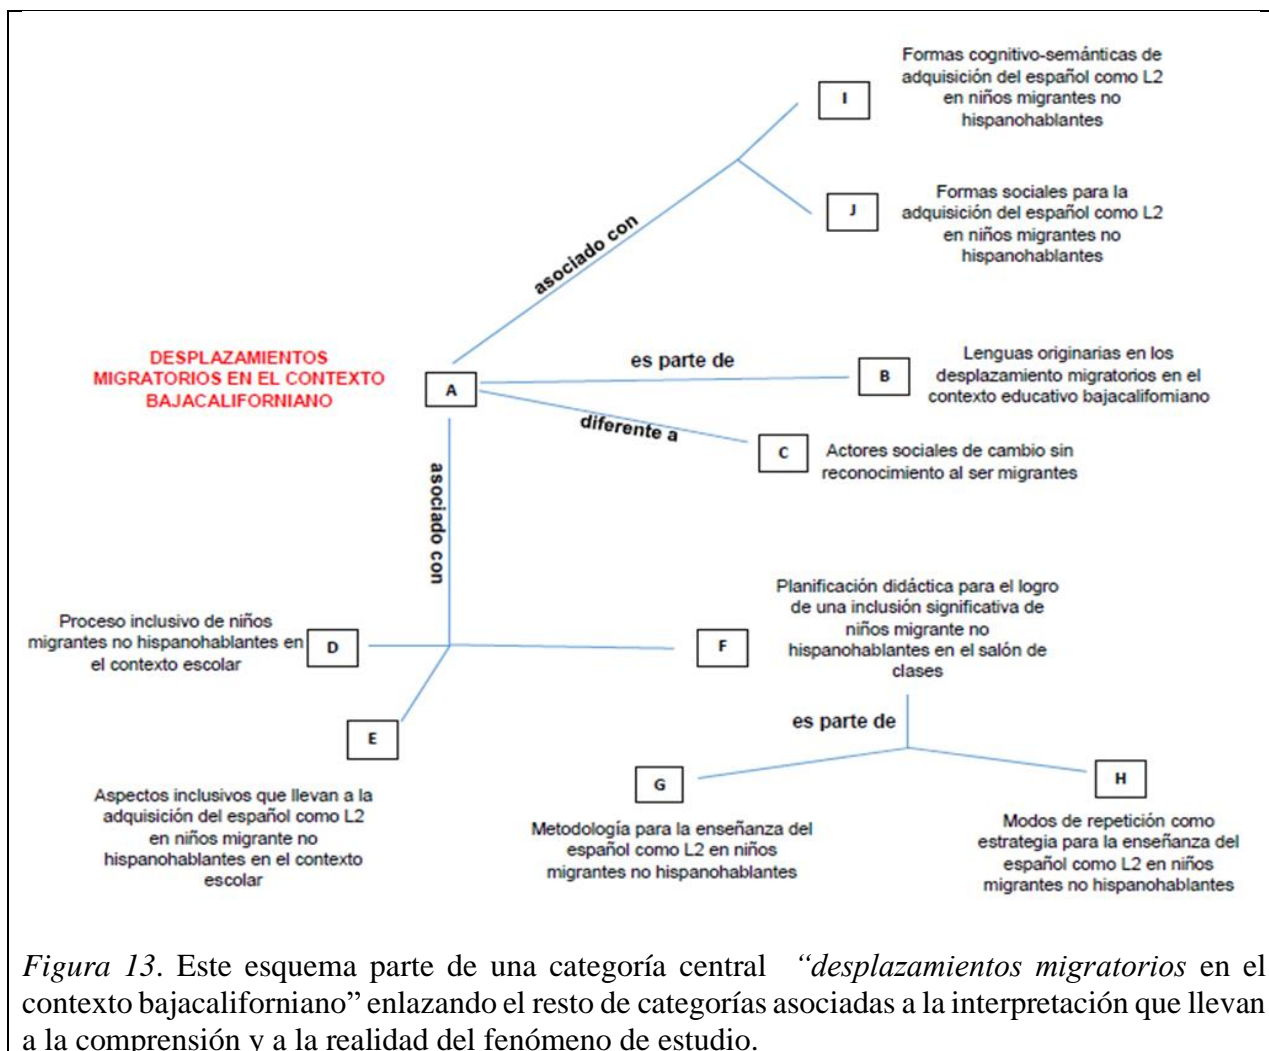 I
Formas cognitivo-semánticas de
adquisición del español como L2
en niños migrantes no
hispanohablantes
J
Formas sociales para la
adquisición del español como L2
en niños migrantes no
hispanohablantes
asociado con
DESPLAZAMIENTOS
MIGRATORIOS EN EL CONTEXTO
BAJACALIFORNIANO
A
es parte de
B
Lenguas originarias en los
desplazamiento migratorios en el
contexto educativo bajacaliforniano
diferente a
C
Actores sociales de cambio sin
reconocimiento al ser migrantes
asociado con
Proceso inclusivo de niños
migrantes no hispanohablantes en
el contexto escolar
D
E
Aspectos inclusivos que llevan a la
adquisición del español como L2
en niños migrante no
hispanohablantes en el contexto
escolar
F
Planificación didáctica para el logro
de una inclusión significativa de
niños migrante no
hispanohablantes en el salón de
clases
es parte de
G
Metodología para la enseñanza del
español como L2 en niños
migrantes no hispanohablantes
H
Modos de repetición como
estrategia para la enseñanza del
español como L2 en niños
migrantes no hispanohablantes
Figura 13. Este esquema parte de una categoría central “desplazamientos migratorios en el
contexto bajacaliforniano” enlazando el resto de categorías asociadas a la interpretación que llevan
a la comprensión y a la realidad del fenómeno de estudio.